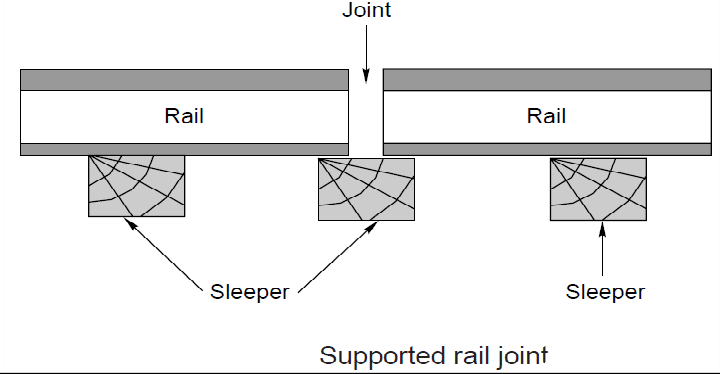 Joint
Rail
Rail
Sleeper
Sleeper
Supported rail joint